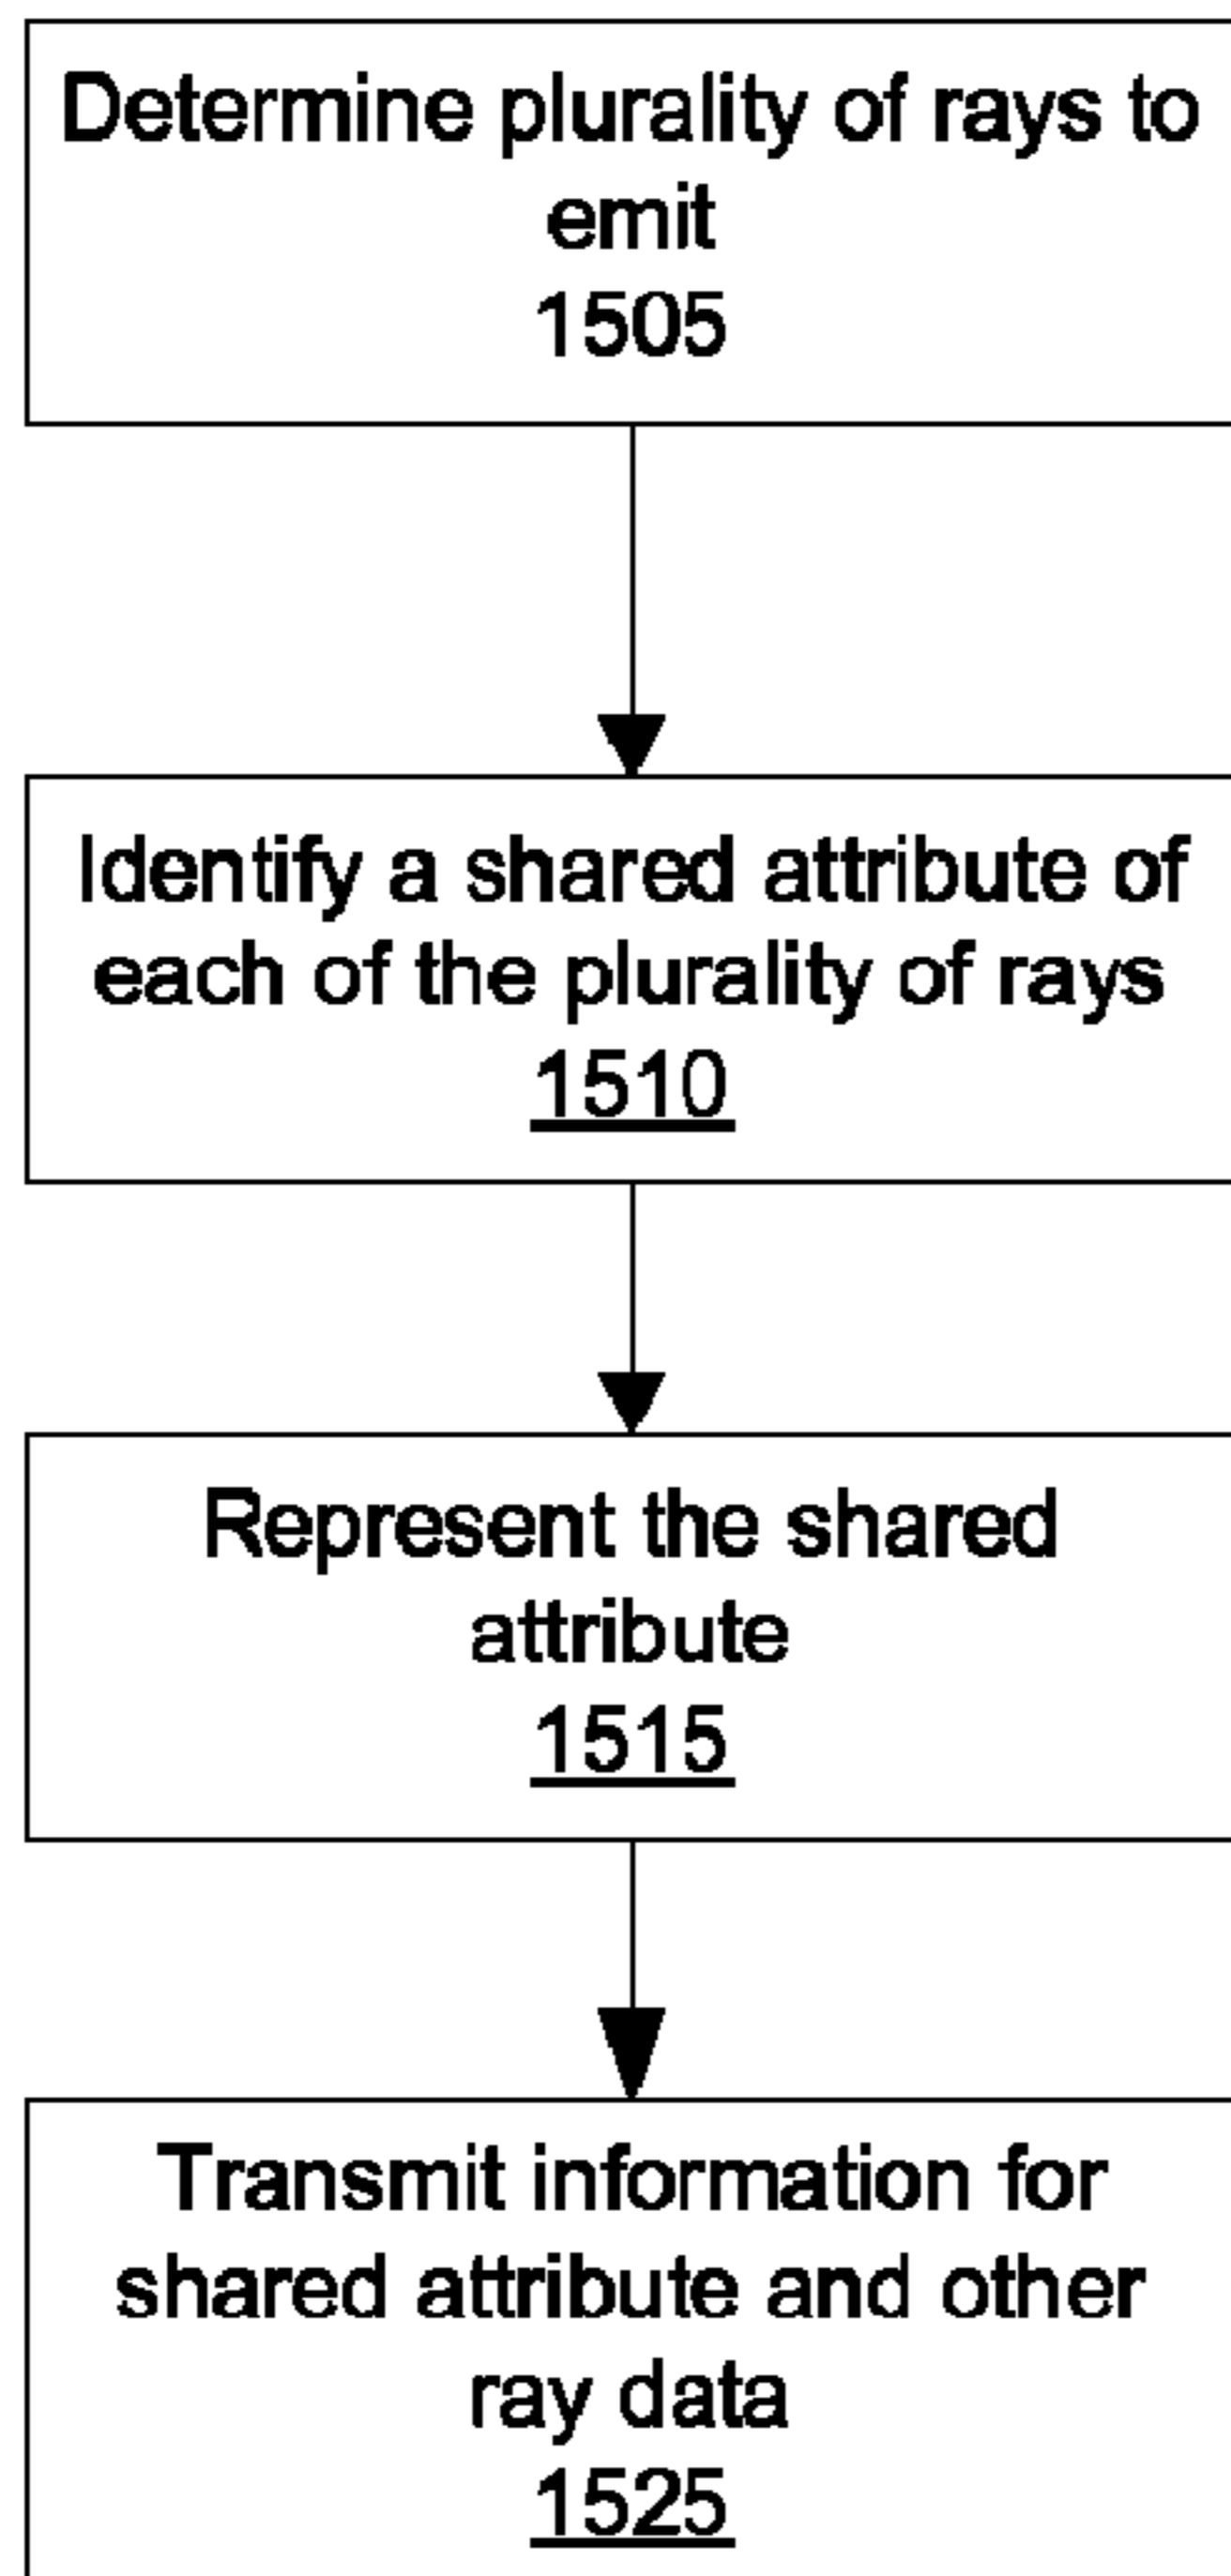 Determine plurality of rays to
emit
1505
Identify a shared attribute of
each of the plurality of rays
1510
Represent the shared
attribute
1515
Transmit information for
shared attribute and other
ray data
1525